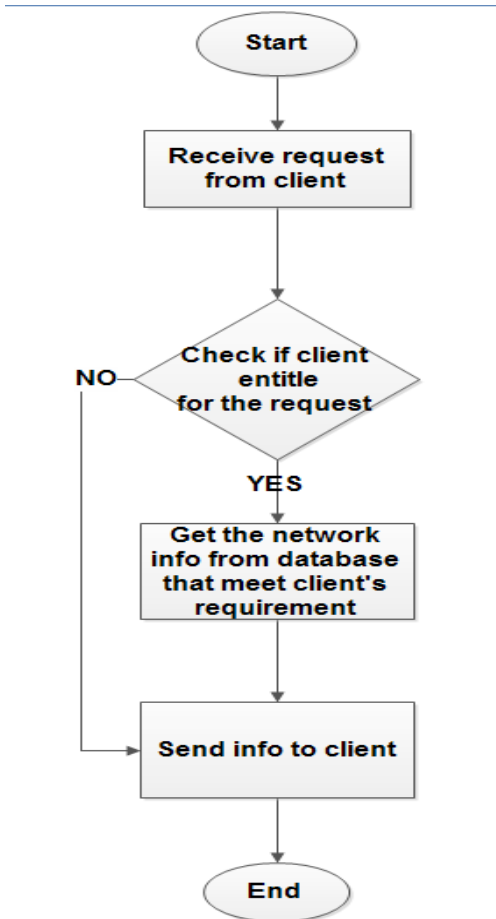 Start
Receive request
from client
Check if client
entitle
for the request
NO
YES
Get the network
info from database
that meet client's
requirement
Send info to client
End